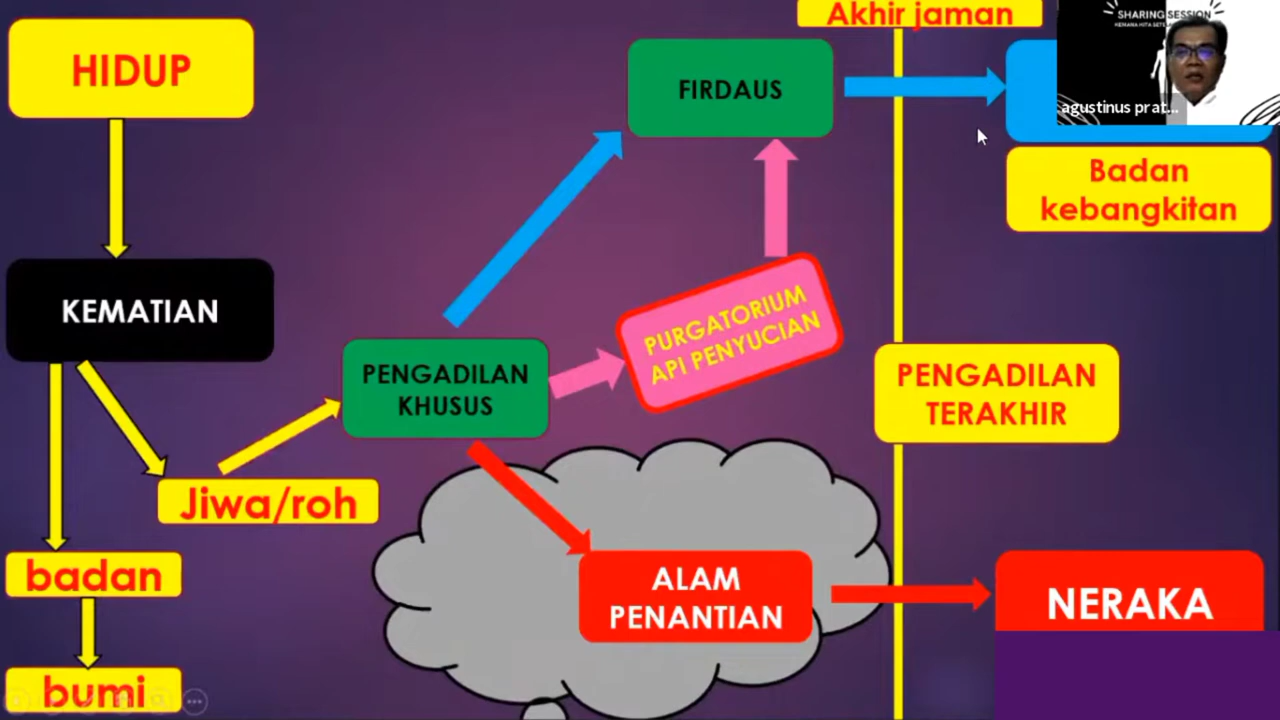 Akhir jaman
SHARING SESSION
HIDUP
FIRDAUS
agustinus prat...
Badan
kebangkitan
KEMATIAN
PURGATORIUM
API PENYUCIAN
PENGADILAN
KHUSUS
PENGADILAN
TERAKHIR
Jiwa/roh
badan
ALAM
PENANTIAN
NERAKA
bumi